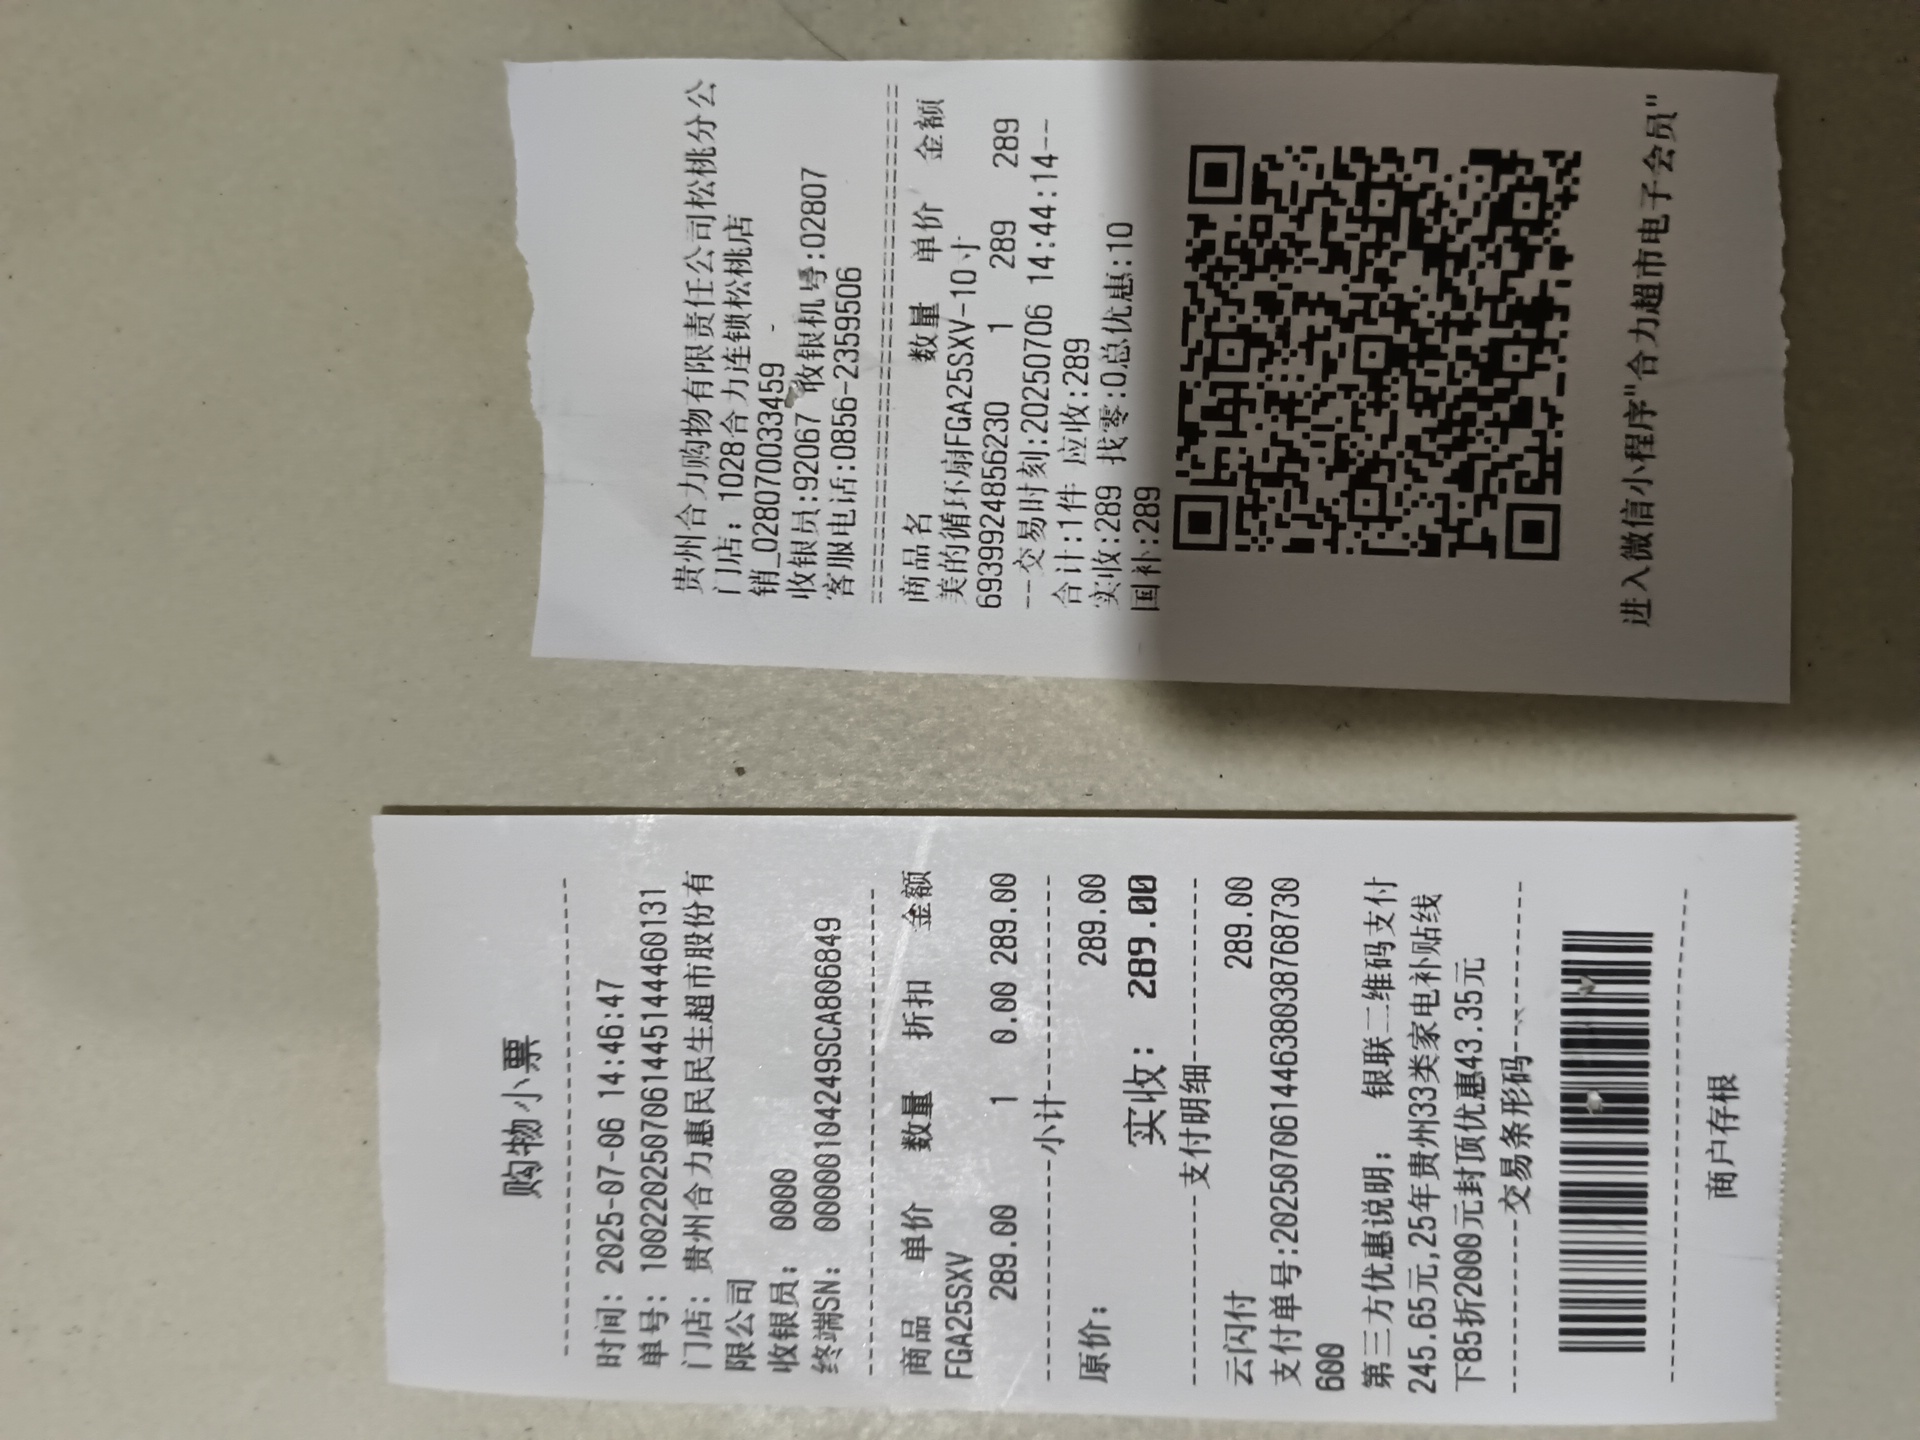 购物小票
时间: 2025-07-06 14:46:47
单号: 10022025070614451444460131
门店: 贵州合力惠民民生超市股份有
限公司
收银员: 0000
终端SN: 00000104249SCA806849
商品 单价 数量 折扣 金额
FGA25SXV
289.00 1 0.00 289.00
小计
原价: 289.00
实收: 289.00
支付明细
云闪付 289.00
支付单号:20250706144638038768730
600
第三方优惠说明: 银联二维码支付
245.65元,25年贵州33类家电补贴线
下85折2000元封顶优惠43.35元
交易条形码
商户存根
贵州合力购物有限责任公司松桃分公
门店: 1028合力连锁松桃店
销_0280700033459 -
收银员:92067 收银机号:02807
客服电话:0856-2359506
商品名 数量 单价 金额
美的循环扇FGA25SXV-10寸
6939924856230 1 289 289
---交易时刻:20250706 14:44:14---
合计:1件 应收:289
实收:289 找零:0总优惠:10
国补:289
进入微信小程序"合力超市电子会员"